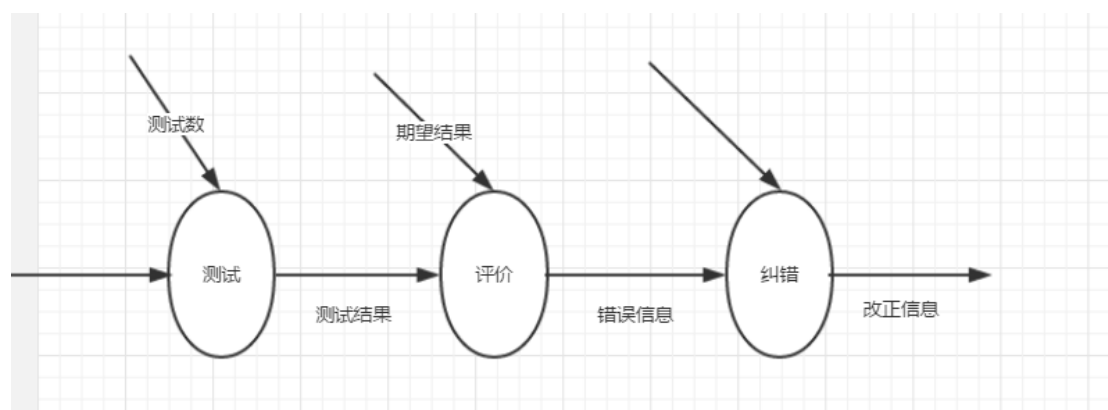 测试数
期望结果
测试
评价
纠错
测试结果
错误信息
改正信息